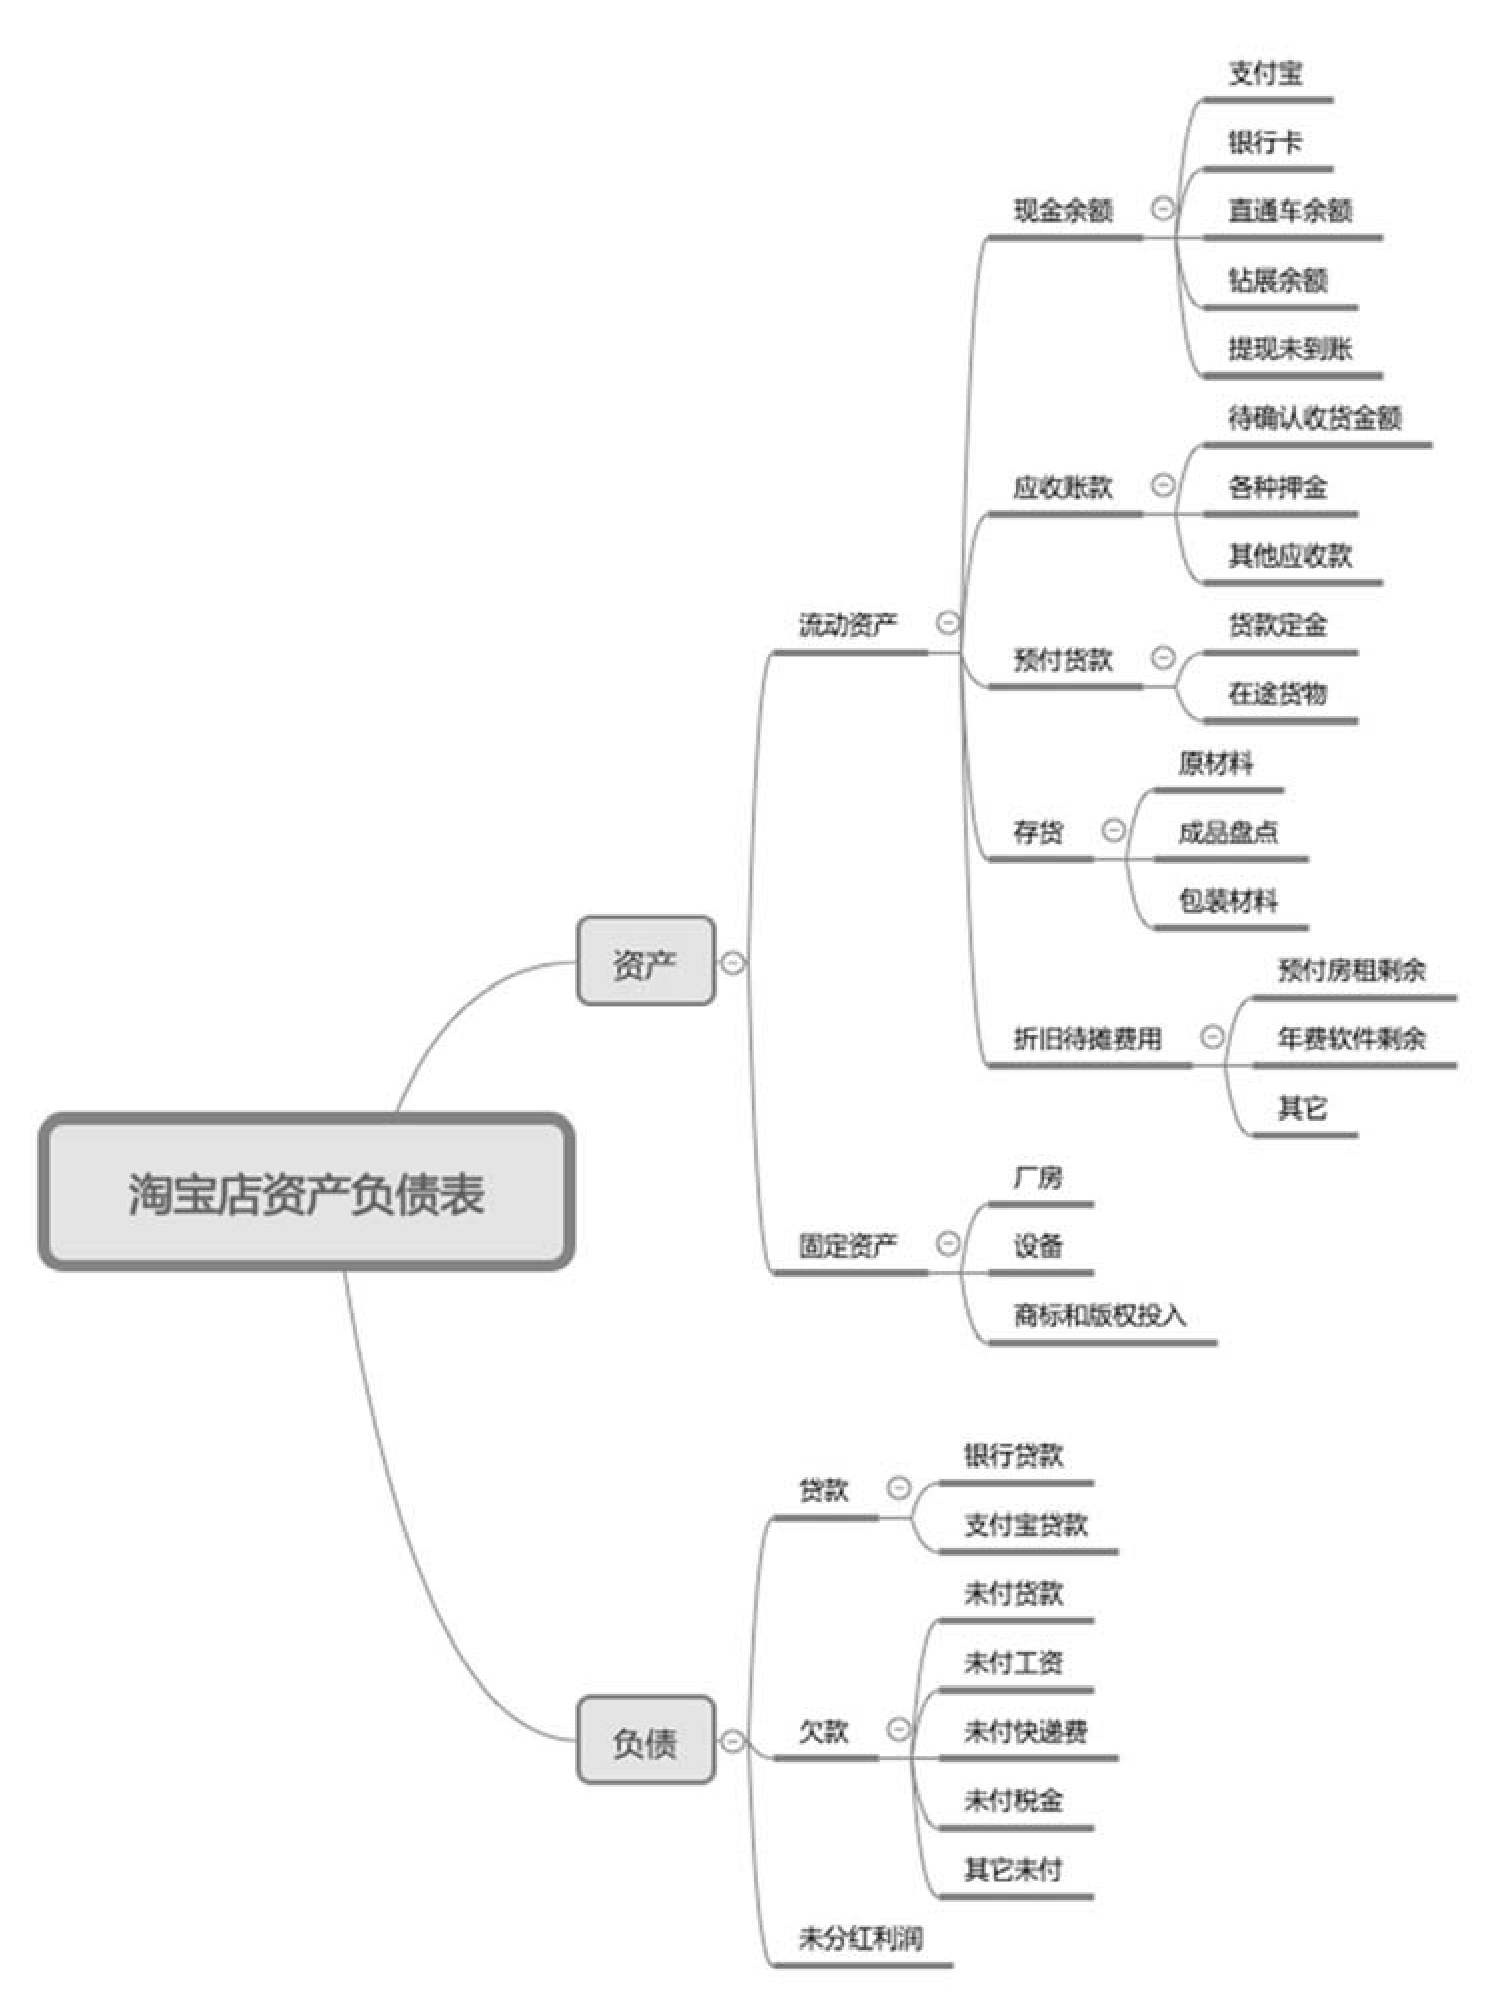 支付宝
银行卡
现金余额
直通车余额
钻展余额
提现未到账
待确认收货金额
应收账款
各种押金
其他应收款
流动资产
货款定金
预付货款
在途货物
原材料
存货
成品盘点
包装材料
资产
预付房租剩余
折旧待摊费用
年费软件剩余
其它
淘宝店资产负债表
厂房
固定资产
设备
商标和版权投入
银行贷款
贷款
支付宝贷款
未付货款
未付工资
负债
欠款
未付快递费
未付税金
其它未付
未分红利润